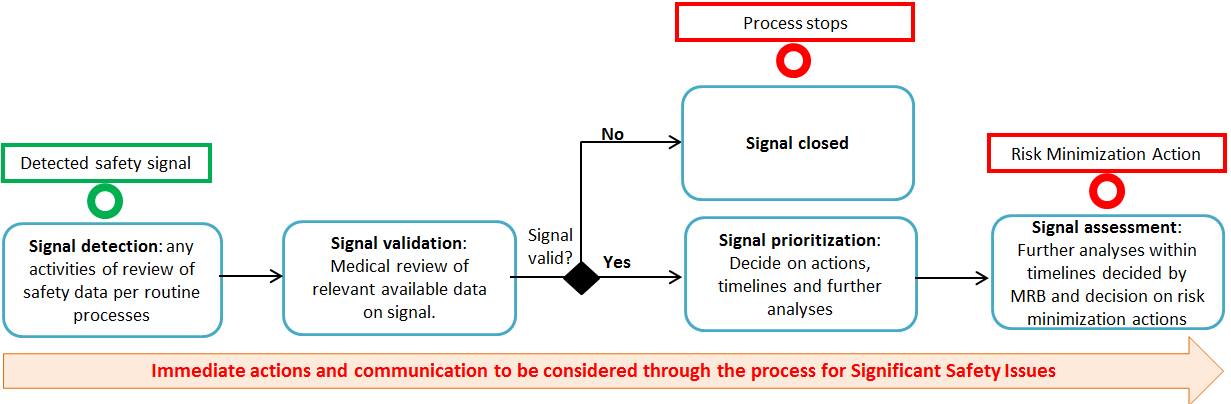 Process stops
No
Signal closed
Detected safety signal
Risk Minimization Action
Signal detection: any
activities of review of
safety data per routine
processes
Signal validation:
Medical review of
relevant available data
on signal.
Signal
valid?
Yes
Signal prioritization:
Decide on actions,
timelines and further
analyses
Signal assessment:
Further analyses within
timelines decided by
MRB and decision on risk
minimization actions
Immediate actions and communication to be considered through the process for Significant Safety Issues